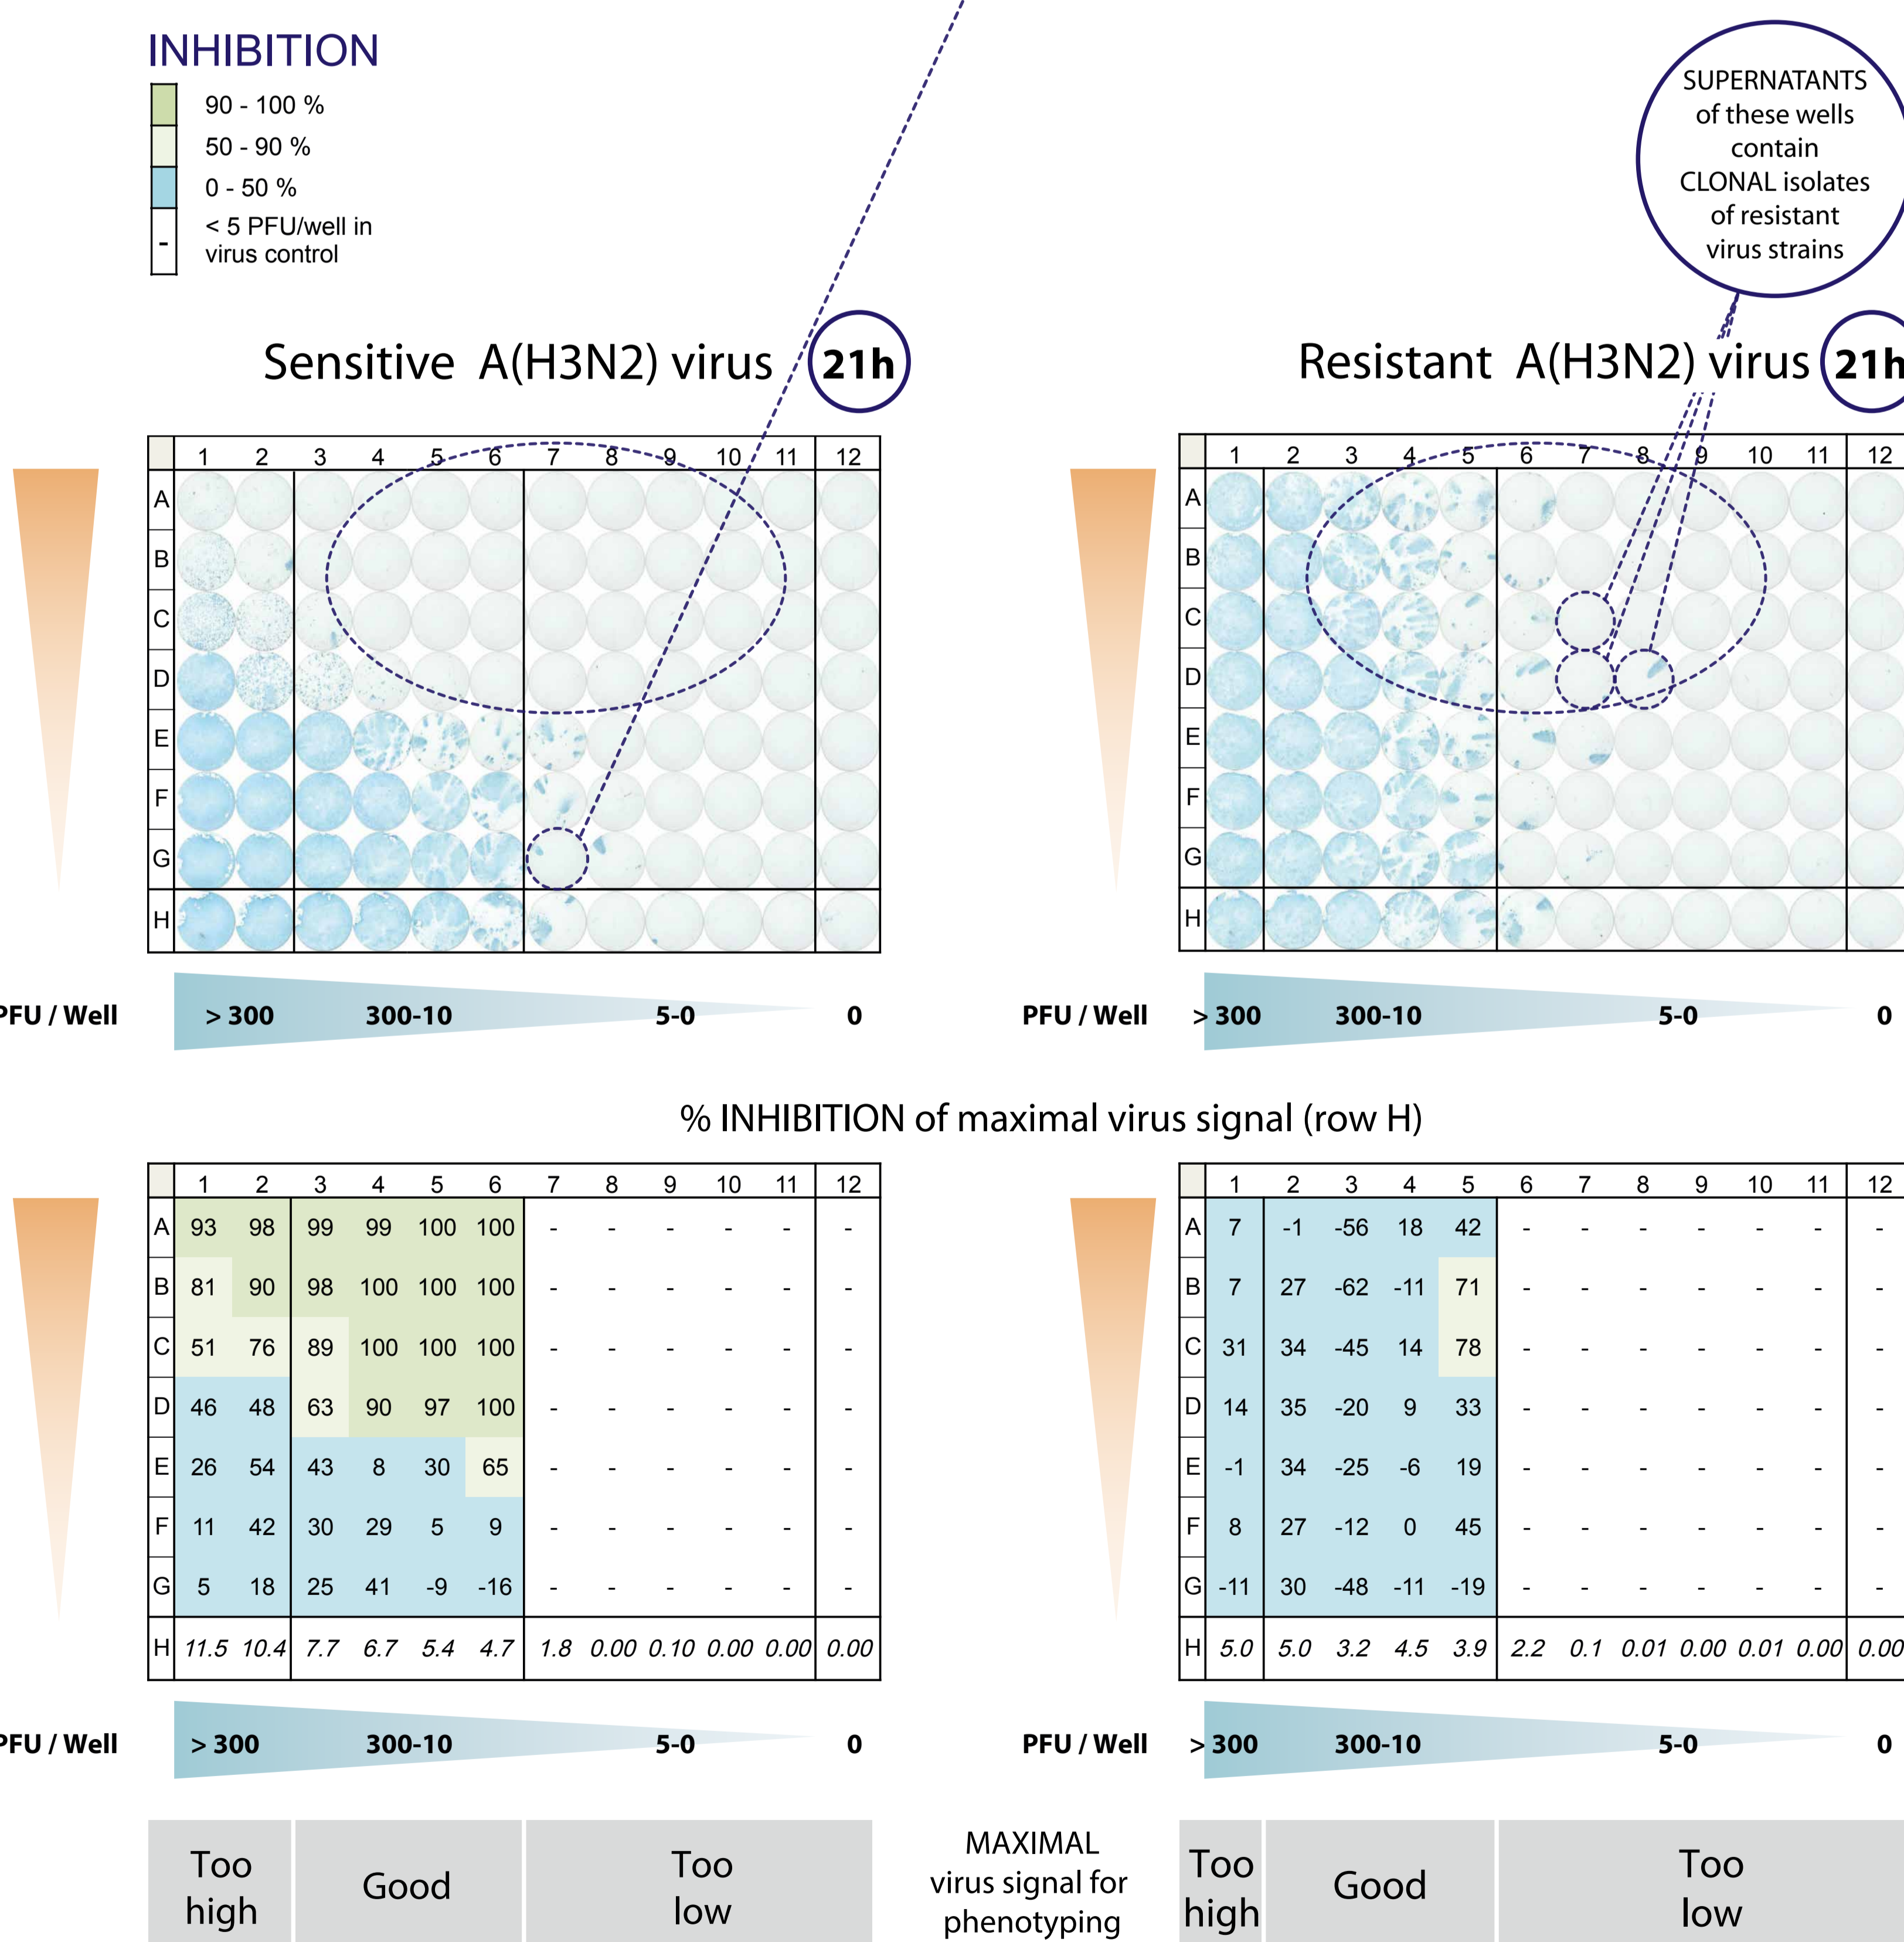 INHIBITION
90 - 100 %
50 - 90 %
0 - 50 %
- < 5 PFU/well in
virus control
SUPERNATANTS
of these wells
contain
CLONAL isolates
of resistant
virus strains
Sensitive A(H3N2) virus 21h
Resistant A(H3N2) virus 21h
1 2 3 4 5 6 7 8 9 10 11 12
A
B
C
D
E
F
G
H
PFU / Well > 300 300-10 5-0 0
1 2 3 4 5 6 7 8 9 10 11 12
A
B
C
D
E
F
G
H
PFU / Well > 300 300-10 5-0 0
% INHIBITION of maximal virus signal (row H)
1 2 3 4 5 6 7 8 9 10 11 12
A 93 98 99 99 100 100 - - - - - -
B 81 90 98 100 100 100 - - - - - -
C 51 76 89 100 100 100 - - - - - -
D 46 48 63 90 97 100 - - - - - -
E 26 54 43 8 30 65 - - - - - -
F 11 42 30 29 5 9 - - - - - -
G 5 18 25 41 -9 -16 - - - - - -
H 11.5 10.4 7.7 6.7 5.4 4.7 1.8 0.00 0.10 0.00 0.00 0.00
PFU / Well > 300 300-10 5-0 0
1 2 3 4 5 6 7 8 9 10 11 12
A 7 -1 -56 18 42 - - - - - - -
B 7 27 -62 -11 71 - - - - - - -
C 31 34 -45 14 78 - - - - - - -
D 14 35 -20 9 33 - - - - - - -
E -1 34 -25 -6 19 - - - - - - -
F 8 27 -12 0 45 - - - - - - -
G -11 30 -48 -11 -19 - - - - - - -
H 5.0 5.0 3.2 4.5 3.9 2.2 0.1 0.01 0.00 0.01 0.00 0.00
PFU / Well > 300 300-10 5-0 0
Too
high
Good
Too
low
MAXIMAL
virus signal for
phenotyping
Too
high
Good
Too
low